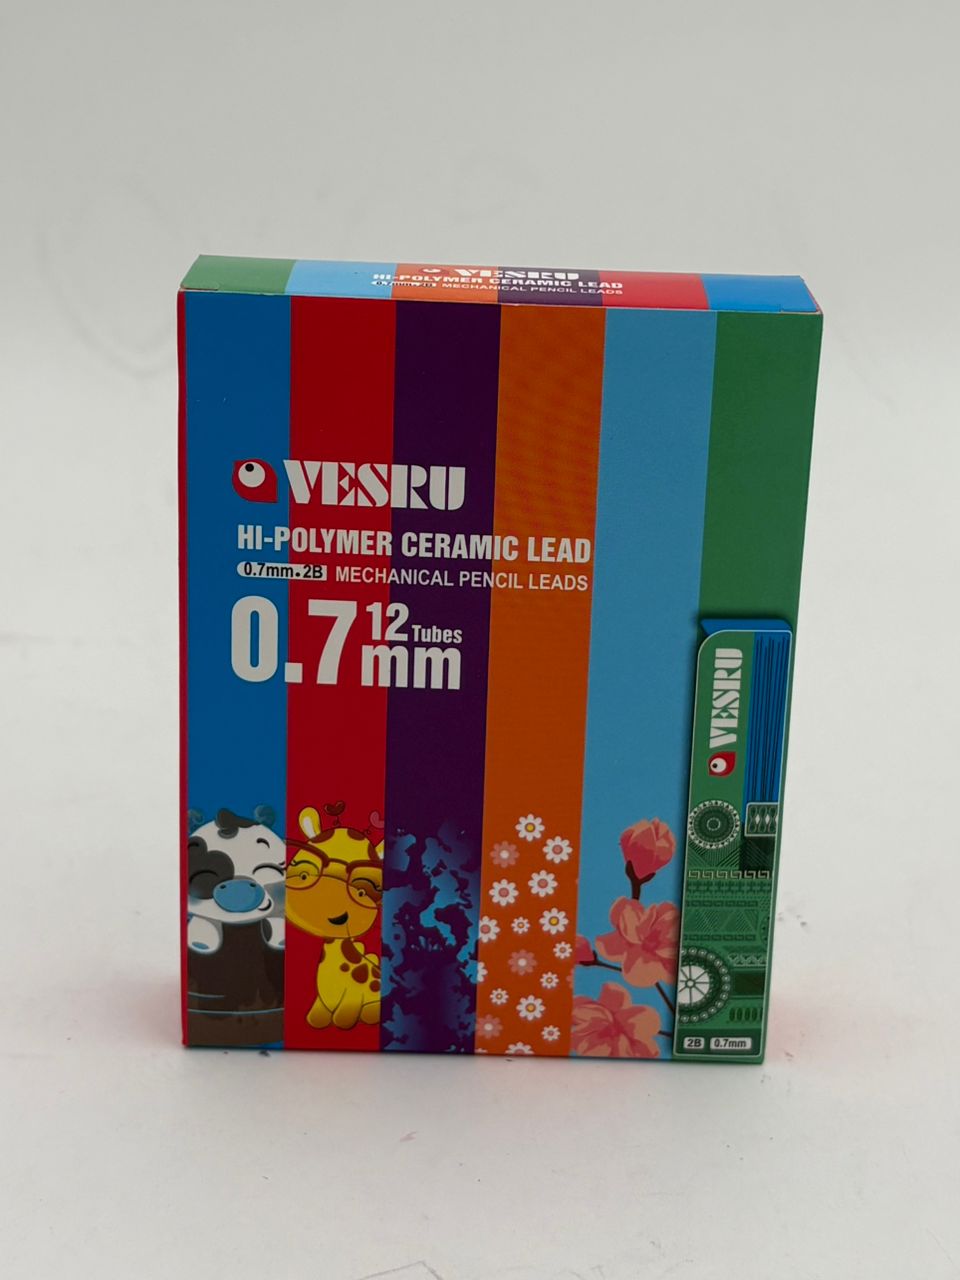 VESRU
HI-POLYMER CERAMIC LEAD
0.7mm.2B MECHANICAL PENCIL LEADS
VESRU
HI-POLYMER CERAMIC LEAD
0.7mm.2B MECHANICAL PENCIL LEADS
0.7 12 Tubes
mm
VESRU
2B 0.7mm